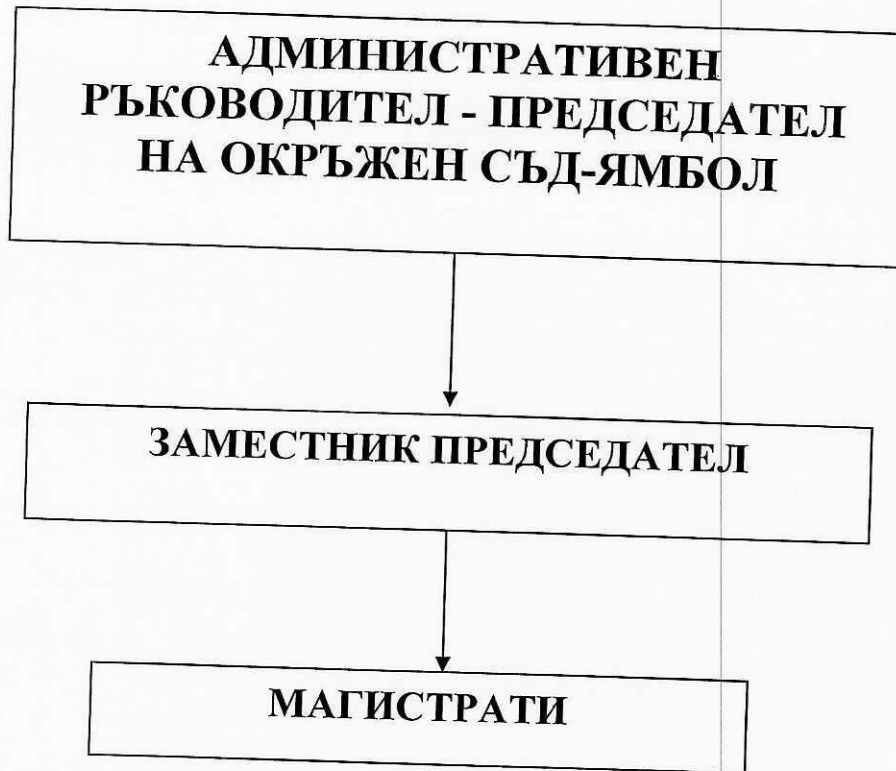 АДМИНИСТРАТИВЕН
РЪКОВОДИТЕЛ - ПРЕДСЕДАТЕЛ
НА ОКРЪЖЕН СЪД-ЯМБОЛ
ЗАМЕСТНИК ПРЕДСЕДАТЕЛ
МАГИСТРАТИ